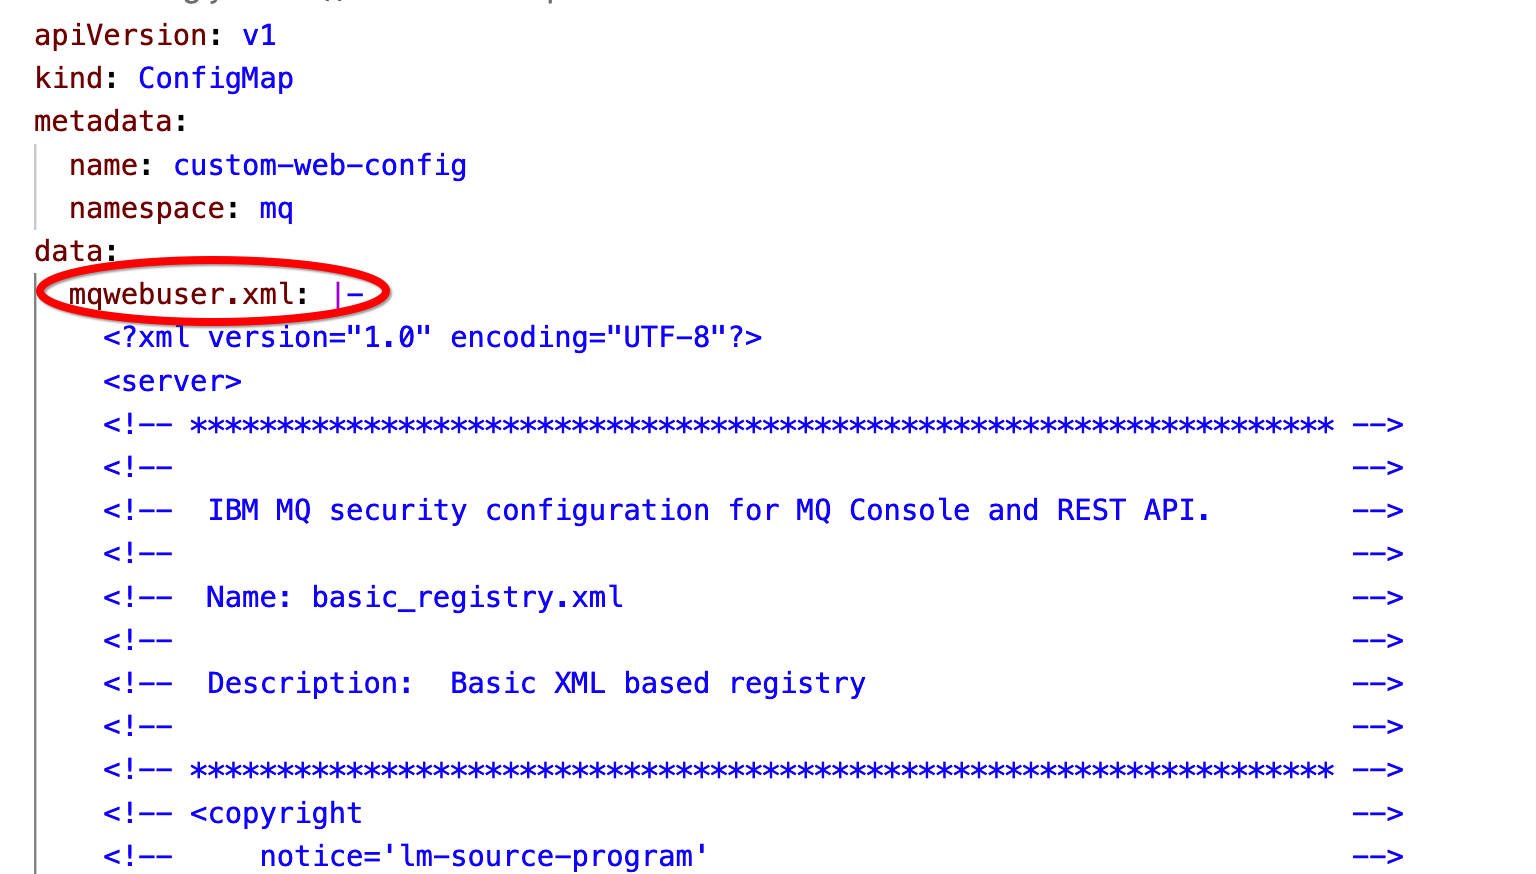 apiVersion: v1
kind: ConfigMap
metadata:
  name: custom-web-config
  namespace: mq
data:
  mqwebuser.xml: |-
    <?xml version="1.0" encoding="UTF-8"?>
    <server>
    <!-- ****************************************************************** -->
    <!--                                                                    -->
    <!--  IBM MQ security configuration for MQ Console and REST API.        -->
    <!--                                                                    -->
    <!--  Name: basic_registry.xml                                          -->
    <!--                                                                    -->
    <!--  Description:  Basic XML based registry                            -->
    <!--                                                                    -->
    <!-- ****************************************************************** -->
    <!-- <copyright                                                         -->
    <!--     notice='lm-source-program'                                     -->